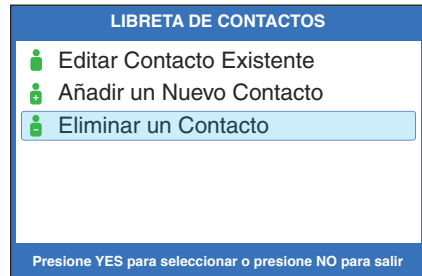 LIBRETA DE CONTACTOS
Editar Contacto Existente
Añadir un Nuevo Contacto
Eliminar un Contacto
Presione YES para seleccionar o presione NO para salir